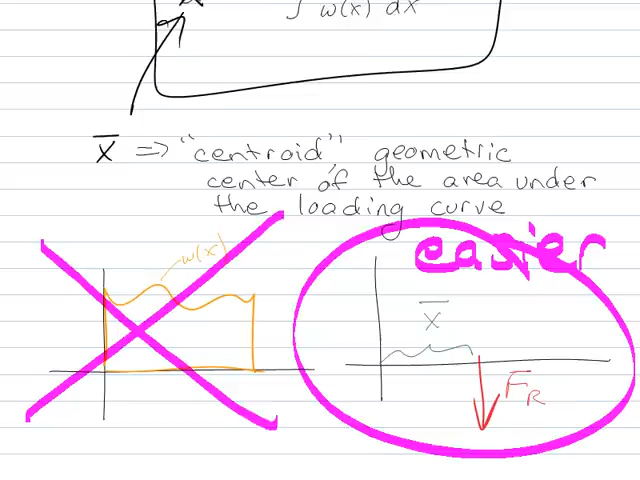 ∫ w(x) dx
x̄ => "centroid" geometric
center of the area under
the loading curve
easier
w(x)
x̄
F_R